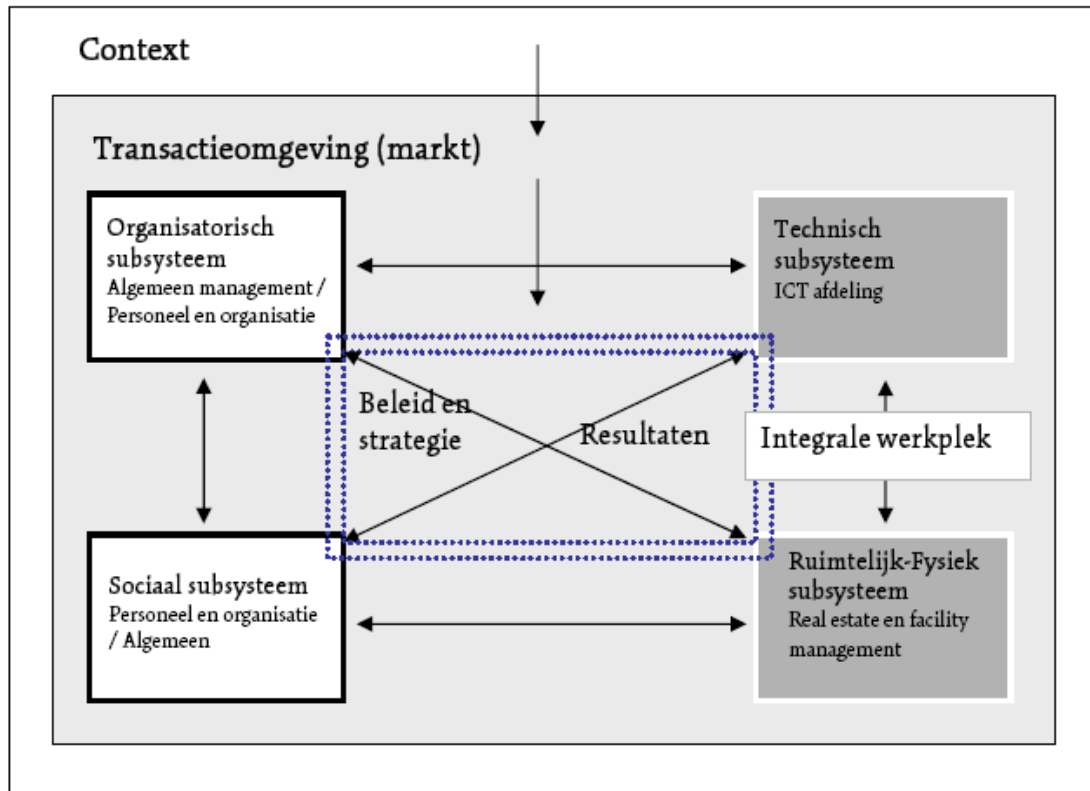 Context
Transactieomgeving (markt)
Organisatorisch
subsysteem
Algemeen management /
Personeel en organisatie
Technisch
subsysteem
ICT afdeling
Beleid en
strategie
Resultaten
Integrale werkplek
Sociaal subsysteem
Personeel en organisatie
/ Algemeen
Ruimtelijk-Fysiek
subsysteem
Real estate en facility
management